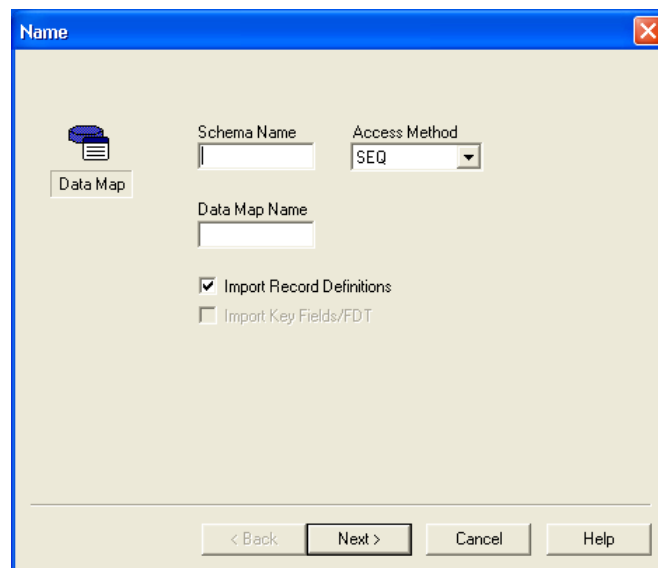 Name
Schema Name Access Method
SEQ
Data Map
Data Map Name
Import Record Definitions
Import Key Fields/FDT
< Back Next > Cancel Help